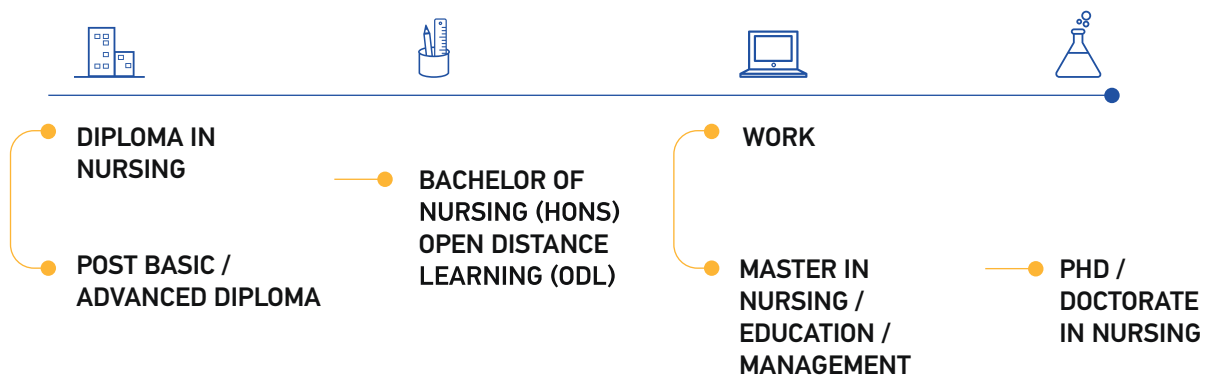 DIPLOMA IN
NURSING
POST BASIC /
ADVANCED DIPLOMA
BACHELOR OF
NURSING (HONS)
OPEN DISTANCE
LEARNING (ODL)
WORK
MASTER IN
NURSING /
EDUCATION /
MANAGEMENT
PHD /
DOCTORATE
IN NURSING